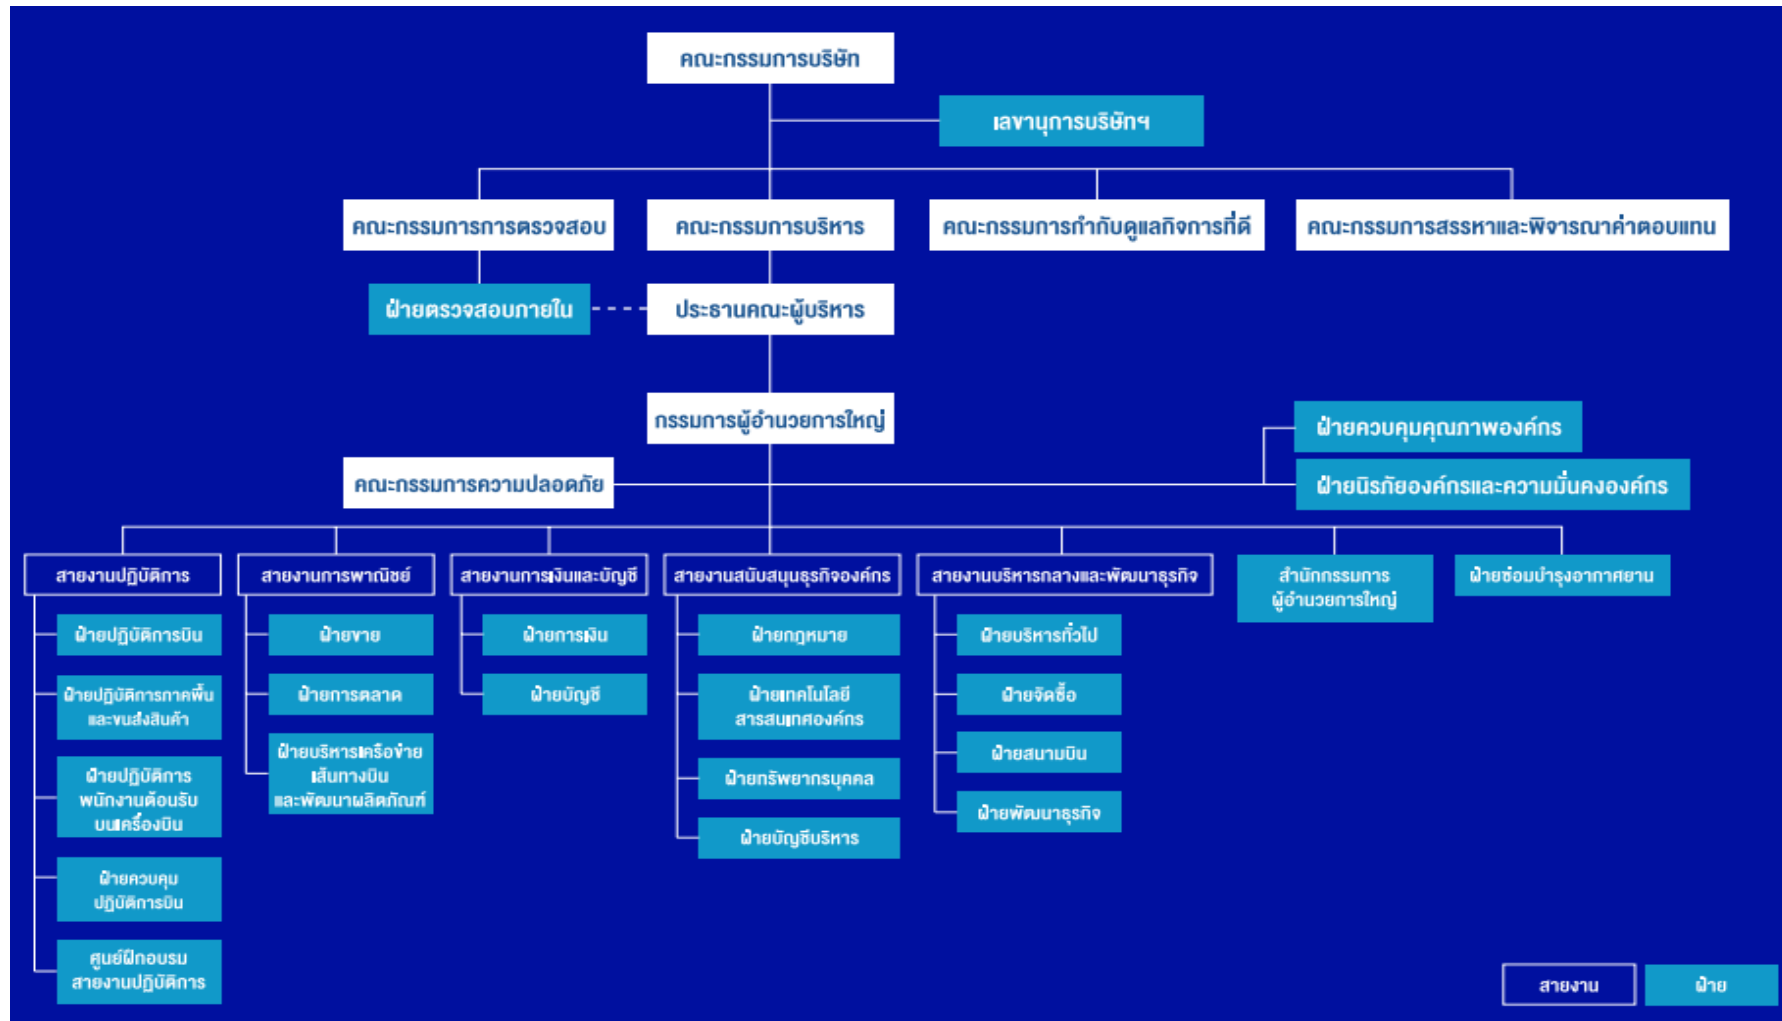 คณะกรรมการบริษัท
เลขานุการบริษัทฯ
คณะกรรมการการตรวจสอบ
คณะกรรมการบริหาร
คณะกรรมการกำกับดูแลกิจการที่ดี
คณะกรรมการสรรหาและพิจารณาค่าตอบแทน
ฝ่ายตรวจสอบภายใน
ประธานคณะผู้บริหาร
กรรมการผู้อำนวยการใหญ่
ฝ่ายควบคุมคุณภาพองค์กร
คณะกรรมการความปลอดภัย
ฝ่ายนิรภัยองค์กรและความมั่นคงองค์กร
สายงานปฏิบัติการ
สายงานการพาณิชย์
สายงานการเงินและบัญชี
สายงานสนับสนุนธุรกิจองค์กร
สายงานบริหารกลางและพัฒนาธุรกิจ
สำนักกรรมการ
ผู้อำนวยการใหญ่
ฝ่ายซ่อมบำรุงอากาศยาน
ฝ่ายปฏิบัติการบิน
ฝ่ายปฏิบัติการภาคพื้น
และขนส่งสินค้า
ฝ่ายปฏิบัติการ
พนักงานต้อนรับ
บนเครื่องบิน
ฝ่ายควบคุม
ปฏิบัติการบิน
ศูนย์ฝึกอบรม
สายงานปฏิบัติการ
ฝ่ายขาย
ฝ่ายการตลาด
ฝ่ายบริหารเครือข่าย
เส้นทางบิน
และพัฒนาผลิตภัณฑ์
ฝ่ายการเงิน
ฝ่ายบัญชี
ฝ่ายกฎหมาย
ฝ่ายเทคโนโลยี
สารสนเทศองค์กร
ฝ่ายทรัพยากรบุคคล
ฝ่ายบัญชีบริหาร
ฝ่ายบริหารทั่วไป
ฝ่ายจัดซื้อ
ฝ่ายสนามบิน
ฝ่ายพัฒนาธุรกิจ
สายงาน
ฝ่าย